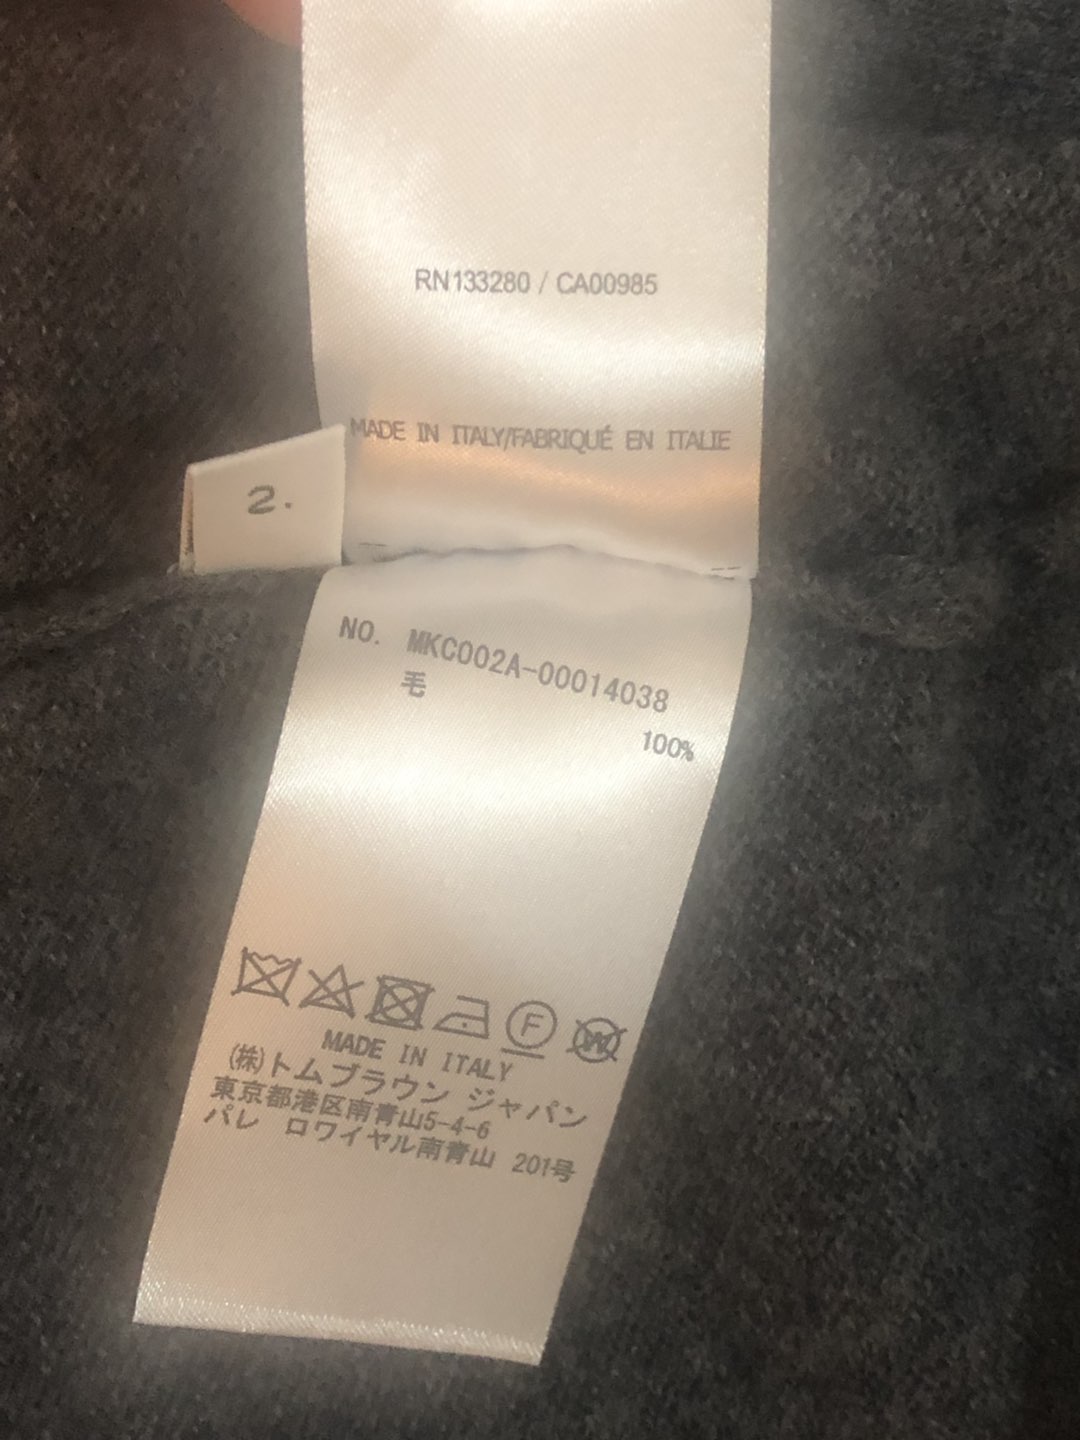 RN133280 / CA00985
MADE IN ITALY/FABRIQUÉ EN ITALIE
2.
NO. MKC002A-00014038
毛
100%
F
W
MADE IN ITALY
(株)トムブラウン ジャパン
東京都港区南青山5-4-6
パレ ロワイヤル南青山 201号